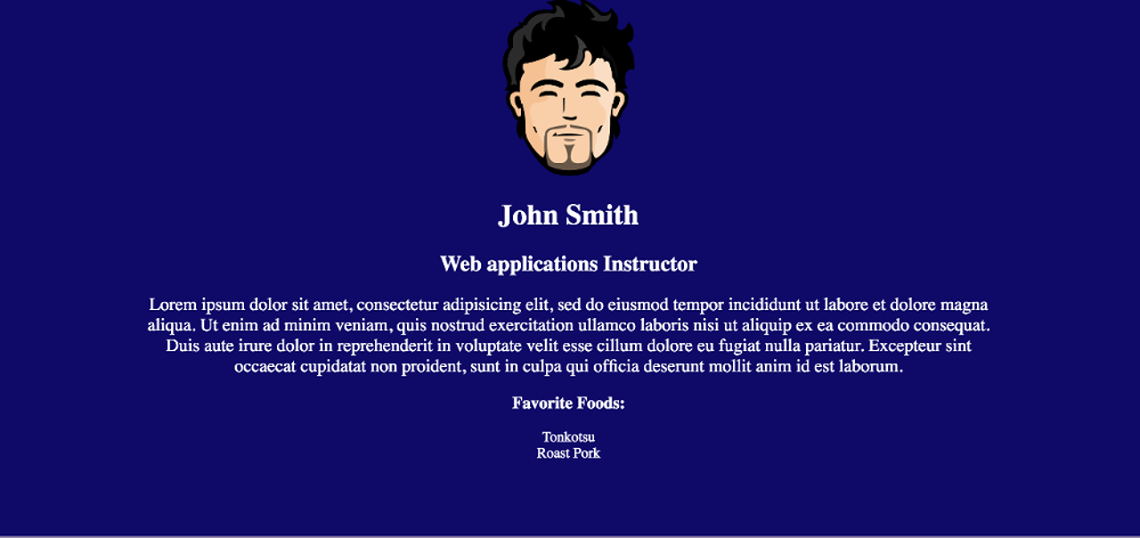 John Smith
Web applications Instructor
Lorem ipsum dolor sit amet, consectetur adipisicing elit, sed do eiusmod tempor incididunt ut labore et dolore magna
aliqua. Ut enim ad minim veniam, quis nostrud exercitation ullamco laboris nisi ut aliquip ex ea commodo consequat.
Duis aute irure dolor in reprehenderit in voluptate velit esse cillum dolore eu fugiat nulla pariatur. Excepteur sint
occaecat cupidatat non proident, sunt in culpa qui officia deserunt mollit anim id est laborum.
Favorite Foods:
Tonkotsu
Roast Pork